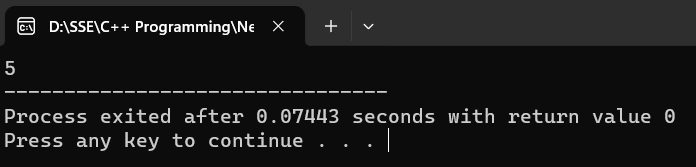 D:\SSE\C++ Programming\Ne
5
--------------------------------
Process exited after 0.07443 seconds with return value 0
Press any key to continue . . .